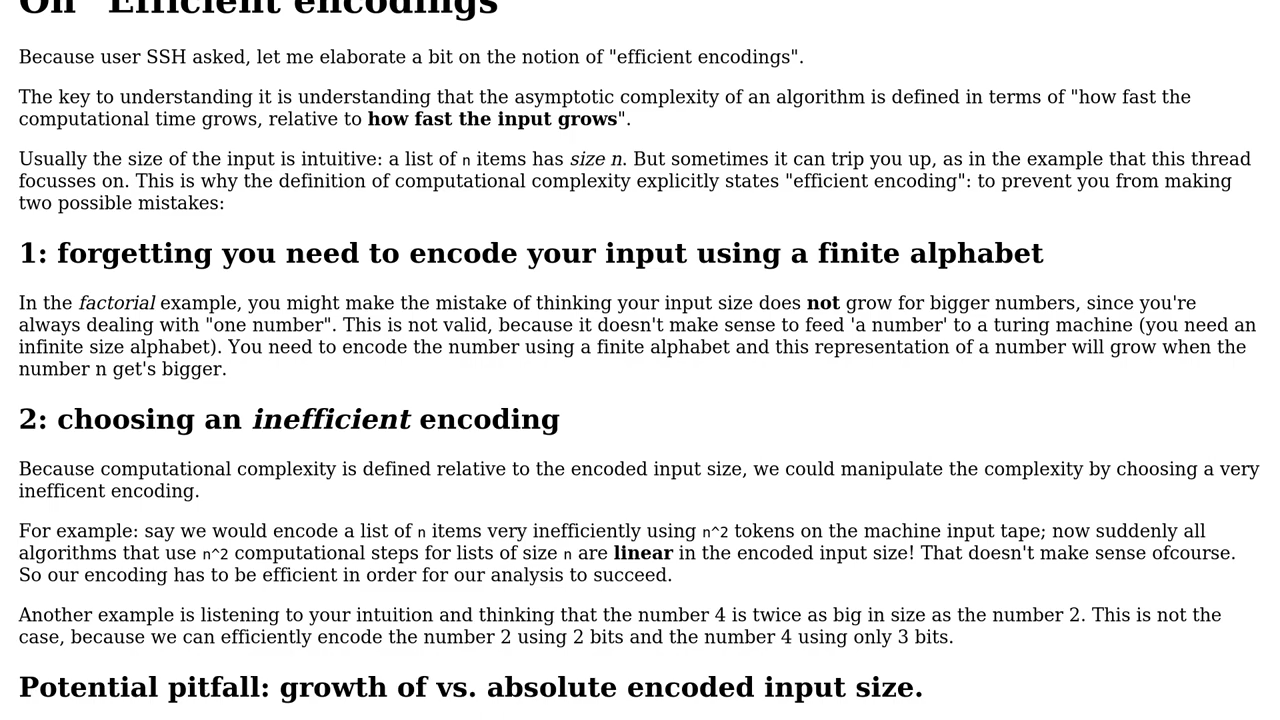 On "Efficient encodings"
Because user SSH asked, let me elaborate a bit on the notion of "efficient encodings".
The key to understanding it is understanding that the asymptotic complexity of an algorithm is defined in terms of "how fast the
computational time grows, relative to how fast the input grows".
Usually the size of the input is intuitive: a list of n items has size n. But sometimes it can trip you up, as in the example that this thread
focusses on. This is why the definition of computational complexity explicitly states "efficient encoding": to prevent you from making
two possible mistakes:
1: forgetting you need to encode your input using a finite alphabet
In the factorial example, you might make the mistake of thinking your input size does not grow for bigger numbers, since you're
always dealing with "one number". This is not valid, because it doesn't make sense to feed 'a number' to a turing machine (you need an
infinite size alphabet). You need to encode the number using a finite alphabet and this representation of a number will grow when the
number n get's bigger.
2: choosing an inefficient encoding
Because computational complexity is defined relative to the encoded input size, we could manipulate the complexity by choosing a very
inefficent encoding.
For example: say we would encode a list of n items very inefficiently using n^2 tokens on the machine input tape; now suddenly all
algorithms that use n^2 computational steps for lists of size n are linear in the encoded input size! That doesn't make sense ofcourse.
So our encoding has to be efficient in order for our analysis to succeed.
Another example is listening to your intuition and thinking that the number 4 is twice as big in size as the number 2. This is not the
case, because we can efficiently encode the number 2 using 2 bits and the number 4 using only 3 bits.
Potential pitfall: growth of vs. absolute encoded input size.